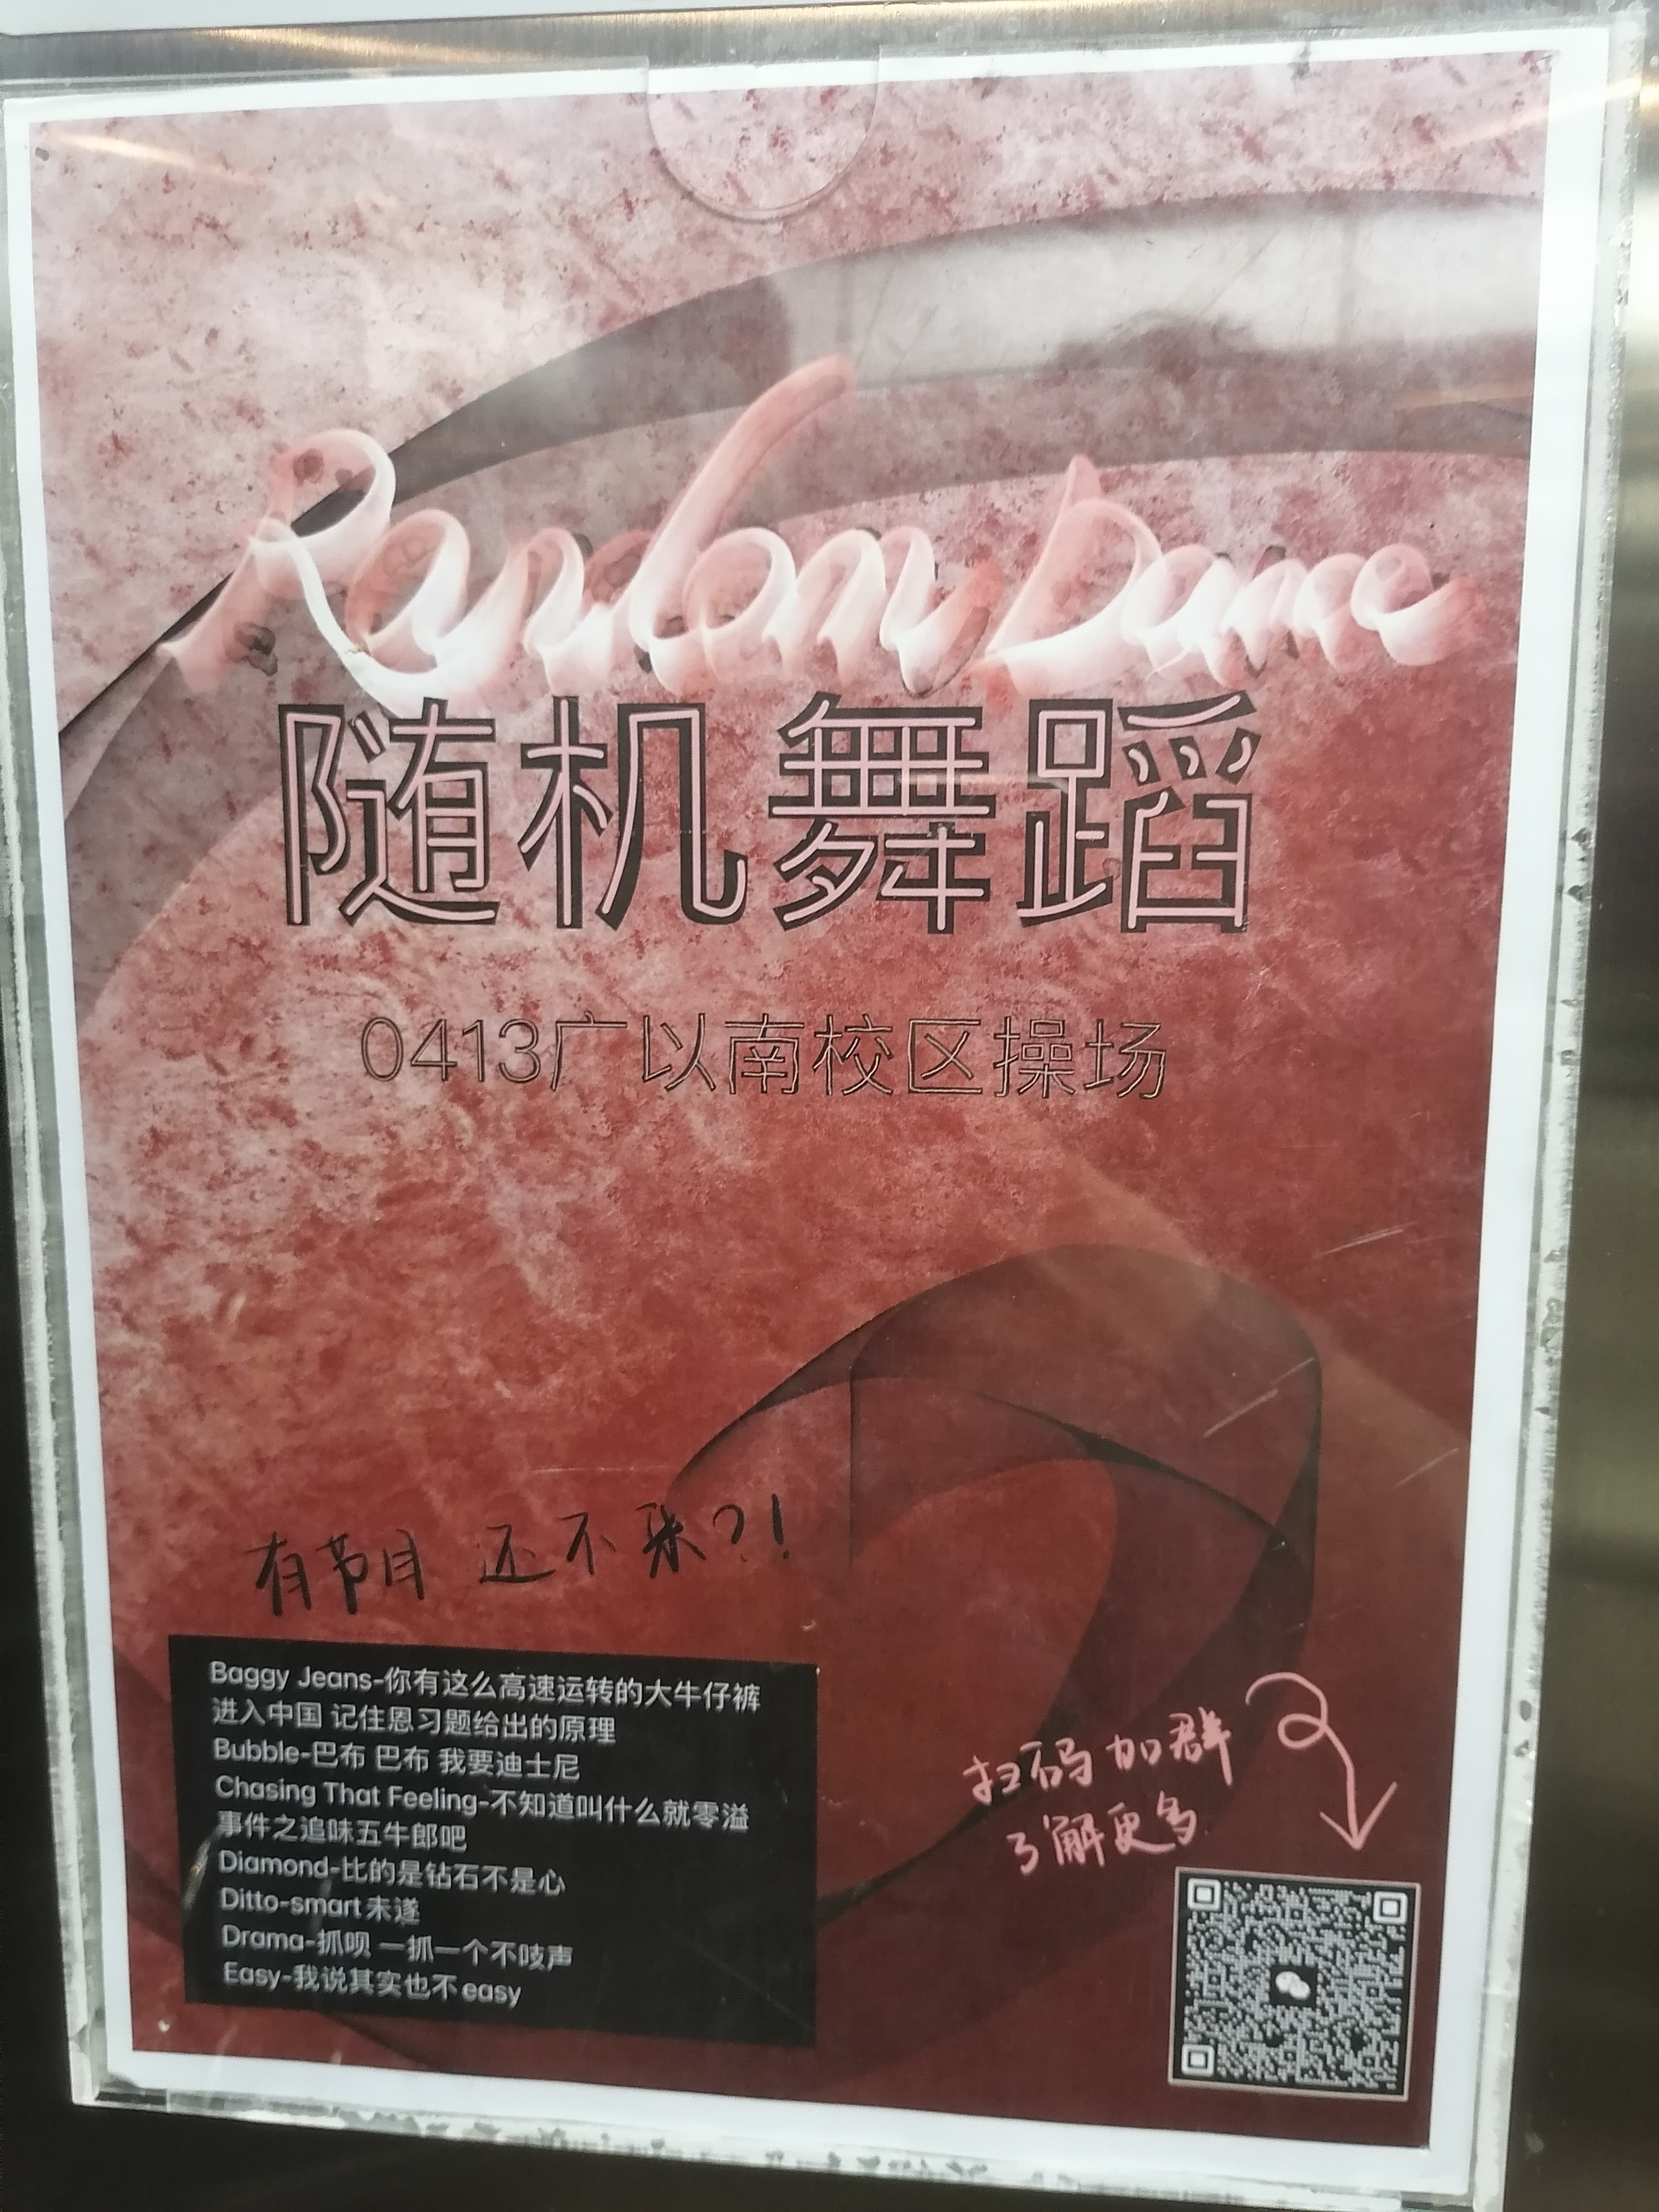 Random Dance
随机舞蹈
0413广以南校区操场
有节目 还不来?!
Baggy Jeans-你有这么高速运转的大牛仔裤
进入中国 记住恩习题给出的原理
Bubble-巴布 巴布 我要迪士尼
Chasing That Feeling-不知道叫什么就零溢
事件之追味五牛郎吧
Diamond-比的是钻石不是心
Ditto-smart未遂
Drama-抓呗 一抓一个不吱声
Easy-我说其实也不easy
扫码加群
了解更多